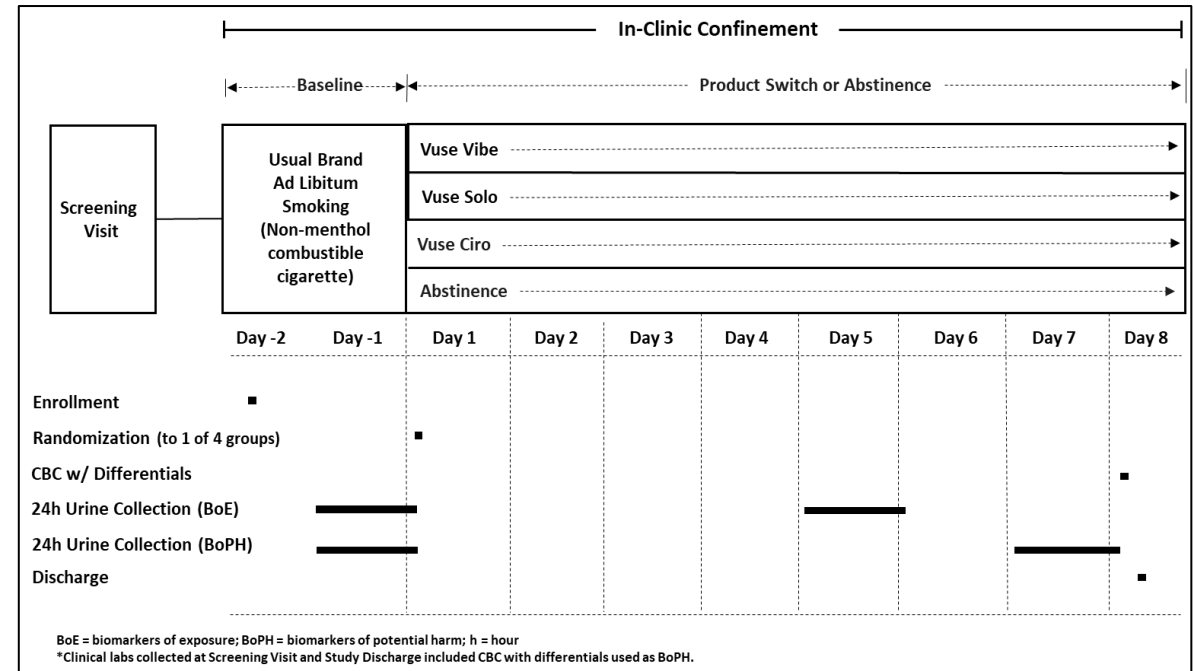 In-Clinic Confinement
Baseline
Product Switch or Abstinence
Screening
Visit
Usual Brand
Ad Libitum
Smoking
(Non-menthol
combustible
cigarette)
Vuse Vibe
Vuse Solo
Vuse Ciro
Abstinence
Day -2 Day -1 Day 1 Day 2 Day 3 Day 4 Day 5 Day 6 Day 7 Day 8
Enrollment
Randomization (to 1 of 4 groups)
CBC w/ Differentials
24h Urine Collection (BoE)
24h Urine Collection (BoPH)
Discharge
BoE = biomarkers of exposure; BoPH = biomarkers of potential harm; h = hour
*Clinical labs collected at Screening Visit and Study Discharge included CBC with differentials used as BoPH.